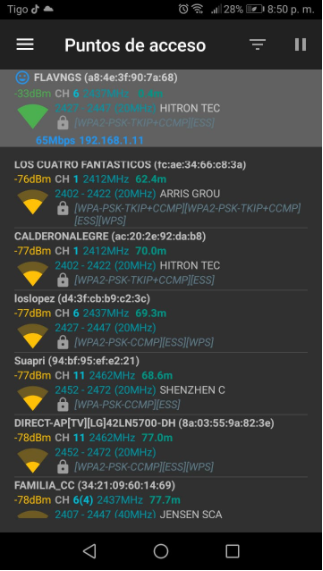 Tigo 28% 8:50 p. m.
Puntos de acceso
FLAVNGS (a8:4e:3f:90:7a:68)
-33dBm CH 6 2437MHz 0.4m
2427 - 2447 (20MHz) HITRON TEC
[WPA2-PSK-TKIP+CCMP][ESS]
65Mbps 192.168.1.11
LOS CUATRO FANTASTICOS (fc:ae:34:66:c8:3a)
-76dBm CH 1 2412MHz 62.4m
2402 - 2422 (20MHz) ARRIS GROU
[WPA-PSK-TKIP+CCMP][WPA2-PSK-TKIP+CCMP]
[ESS][WPS]
CALDERONALEGRE (ac:20:2e:92:da:b8)
-77dBm CH 1 2412MHz 70.0m
2402 - 2422 (20MHz) HITRON TEC
[WPA2-PSK-TKIP+CCMP][ESS]
loslopez (d4:3f:cb:b9:c2:3c)
-77dBm CH 6 2437MHz 69.3m
2427 - 2447 (20MHz)
[WPA2-PSK-CCMP][ESS][WPS]
Suapri (94:bf:95:ef:e2:21)
-77dBm CH 11 2462MHz 68.6m
2452 - 2472 (20MHz) SHENZHEN C
[WPA-PSK-CCMP][ESS]
DIRECT-AP[TV][LG]42LN5700-DH (8a:03:55:9a:82:3e)
-78dBm CH 11 2462MHz 77.0m
2452 - 2472 (20MHz)
[WPA2-PSK-CCMP][ESS][WPS]
FAMILIA_CC (34:21:09:60:14:69)
-78dBm CH 6(4) 2437MHz 77.7m
2407 - 2447 (40MHz) JENSEN SCA